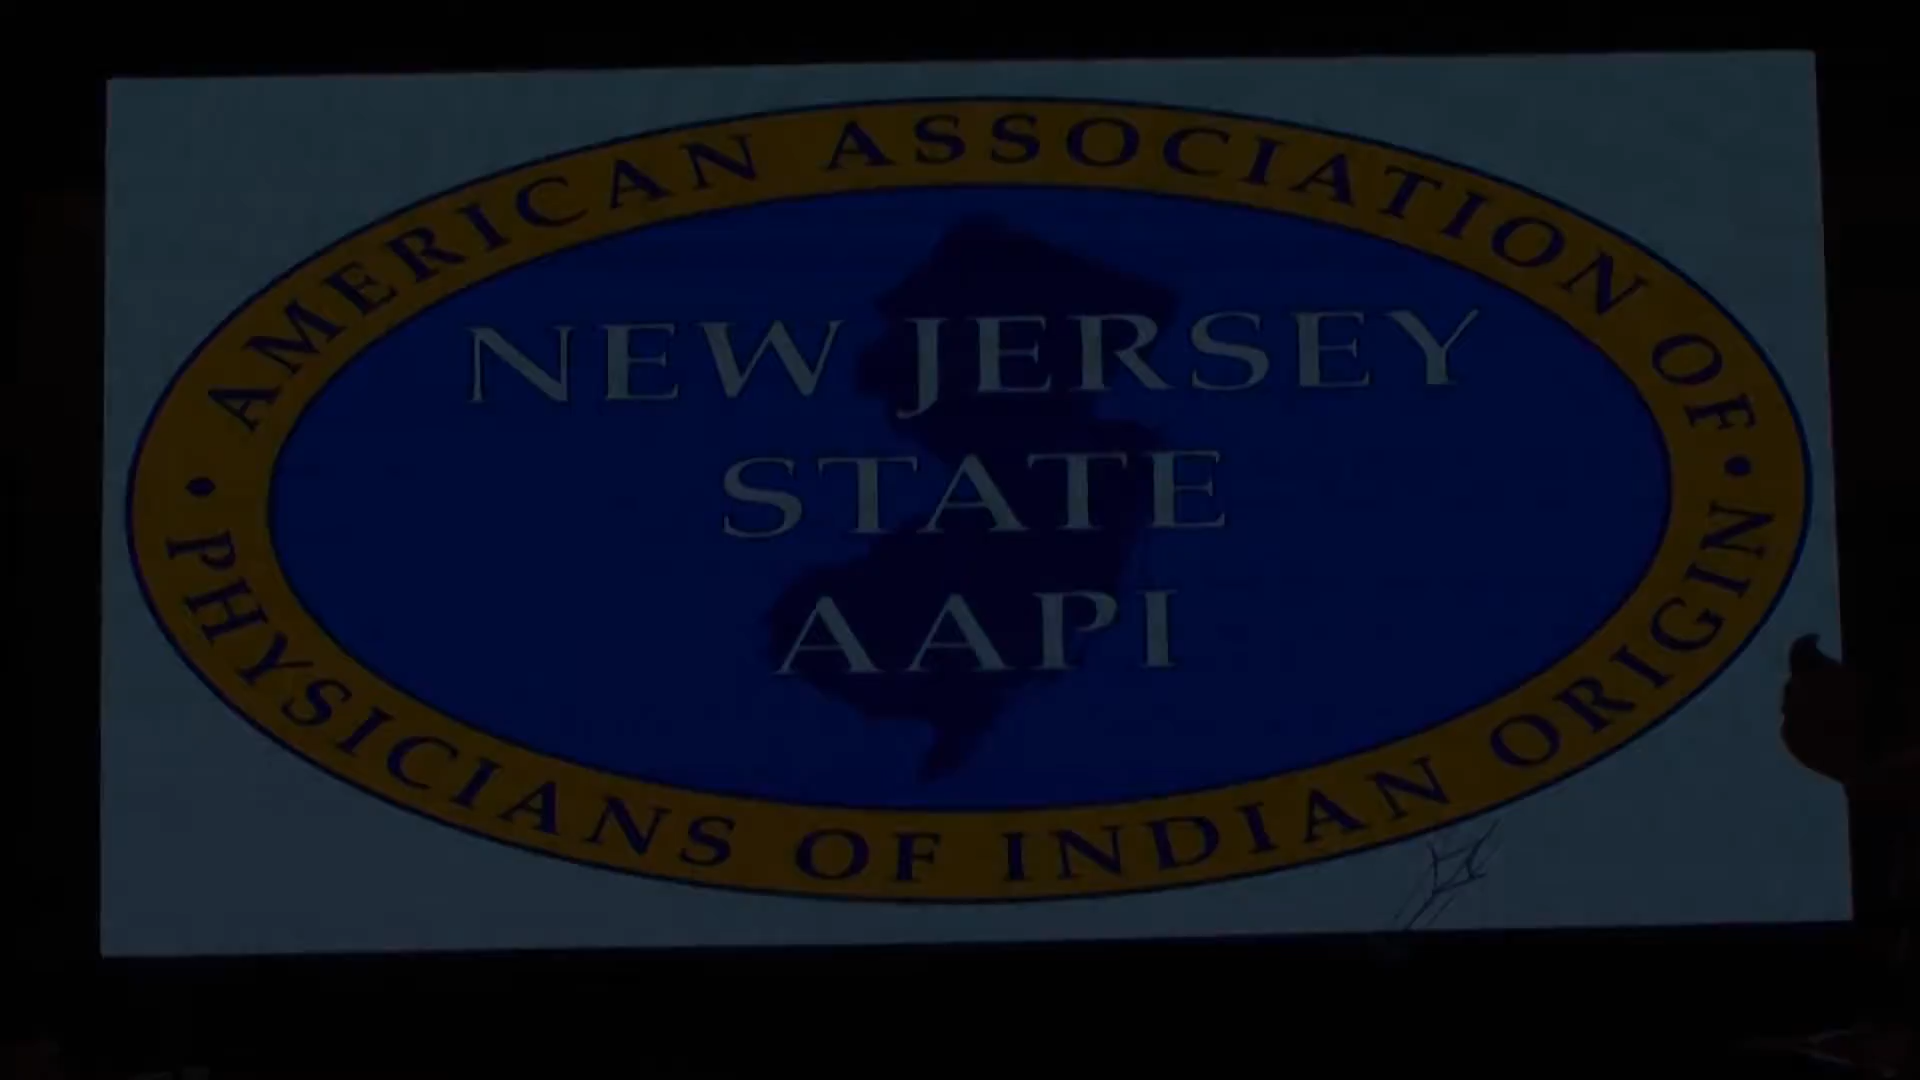 AMERICAN ASSOCIATION OF
NEW JERSEY
STATE
AAPI
PHYSICIANS OF INDIAN ORIGIN